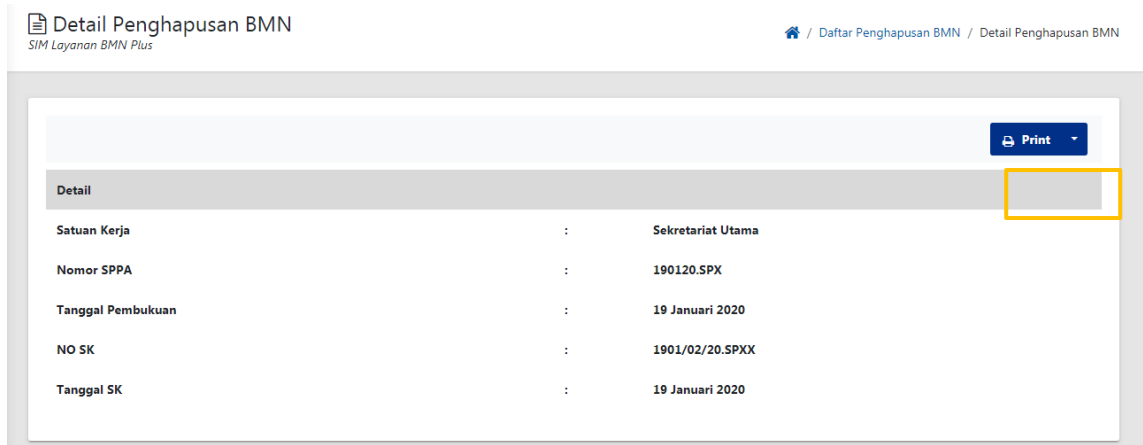 Detail Penghapusan BMN
SIM Layanan BMN Plus
/ Daftar Penghapusan BMN / Detail Penghapusan BMN
Print
Detail
Satuan Kerja : Sekretariat Utama
Nomor SPPA : 190120.SPX
Tanggal Pembukuan : 19 Januari 2020
NO SK : 1901/02/20.SPXX
Tanggal SK : 19 Januari 2020